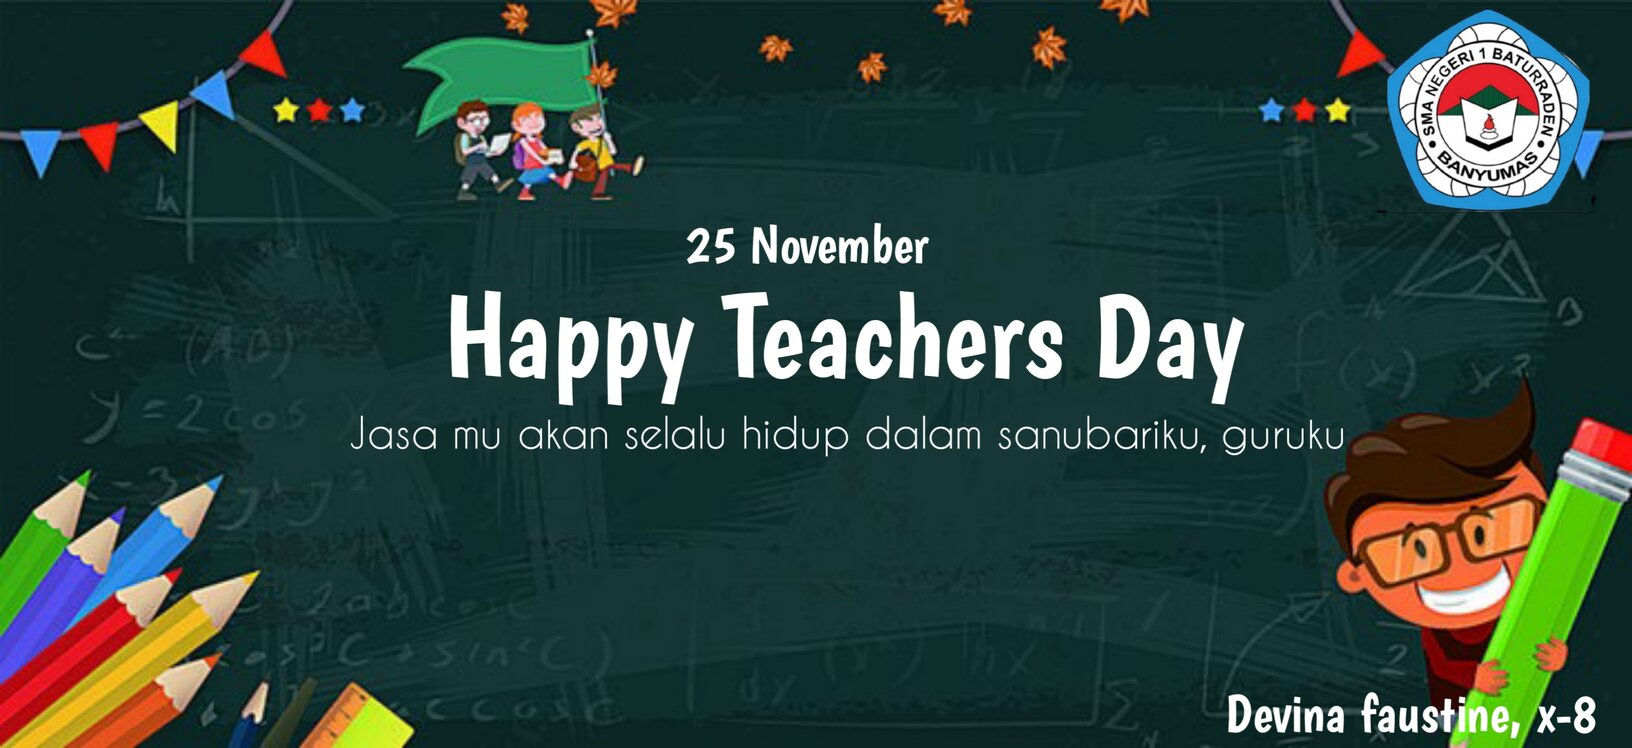 SMA NEGERI 1 BATURRADEN
BANYUMAS
25 November
Happy Teachers Day
Jasa mu akan selalu hidup dalam sanubariku, guruku
Devina faustine, x-8